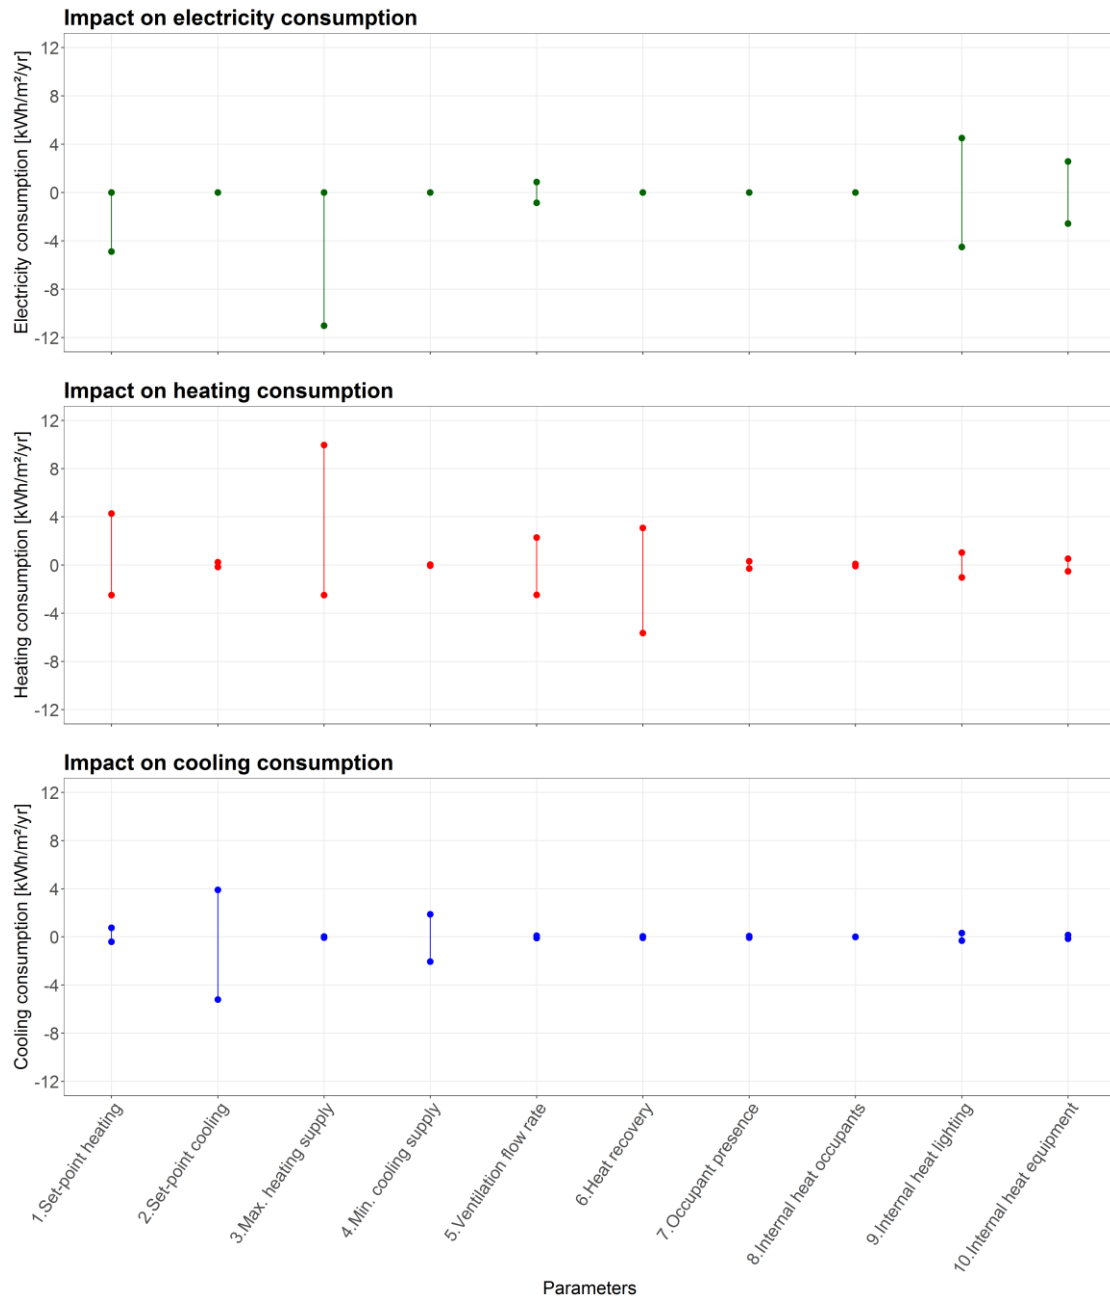 Impact on electricity consumption
Electricity consumption [kWh/m²/yr]
12
8
4
0
-4
-8
-12
Impact on heating consumption
Heating consumption [kWh/m²/yr]
12
8
4
0
-4
-8
-12
Impact on cooling consumption
Cooling consumption [kWh/m²/yr]
12
8
4
0
-4
-8
-12
1.Set-point heating
2.Set-point cooling
3.Max. heating supply
4.Min. cooling supply
5.Ventilation flow rate
6.Heat recovery
7.Occupant presence
8.Internal heat occupants
9.Internal heat lighting
10.Internal heat equipment
Parameters